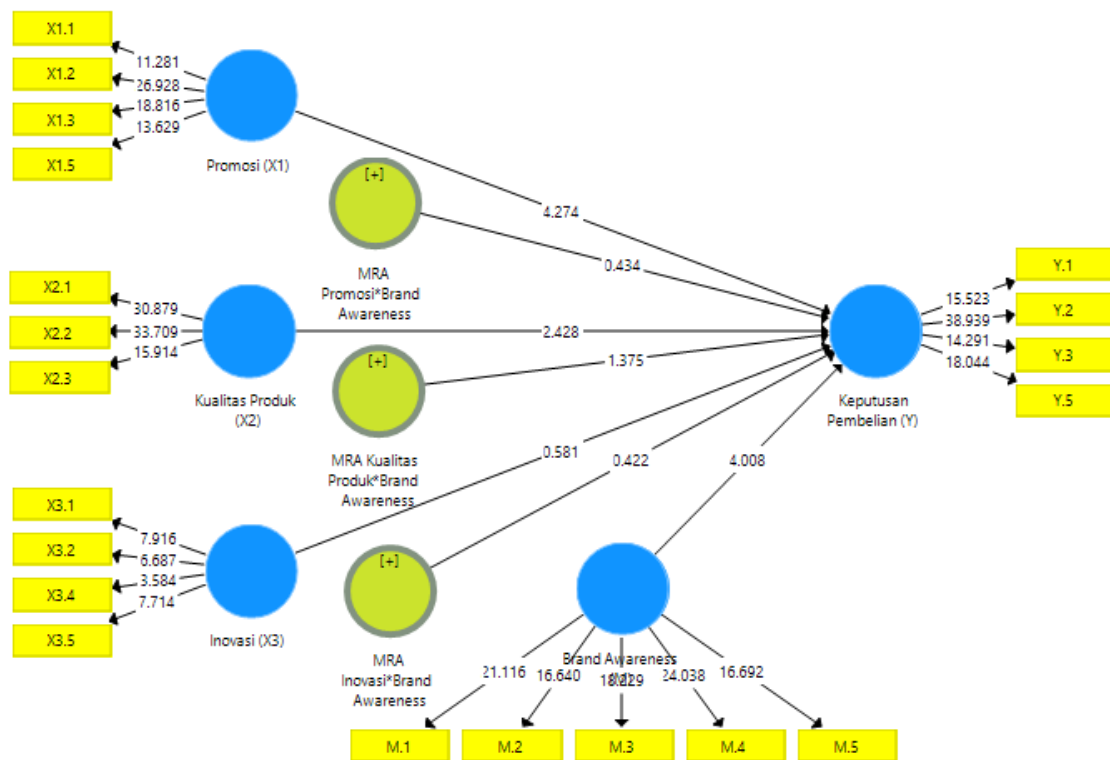 X1.1
11.281
X1.2
26.928
X1.3
18.816
13.629
X1.5
Promosi (X1)
[+]
4.274
MRA
Promosi*Brand
Awareness
0.434
X2.1
30.879
X2.2
33.709
X2.3
15.914
Kualitas Produk
(X2)
2.428
[+]
1.375
MRA Kualitas
Produk*Brand
Awareness
Y.1
15.523
Y.2
38.939
Y.3
14.291
18.044
Y.5
Keputusan
Pembelian (Y)
0.581
0.422
4.008
X3.1
7.916
X3.2
6.687
X3.4
3.584
7.714
X3.5
Inovasi (X3)
[+]
MRA
Inovasi*Brand
Awareness
Brand Awareness
21.116
16.640
18.229
24.038
16.692
M.1
M.2
M.3
M.4
M.5